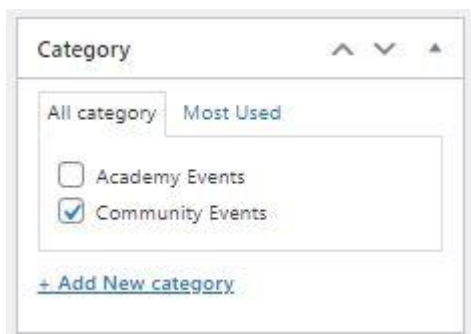 Category
All category Most Used
Academy Events
Community Events
+ Add New category